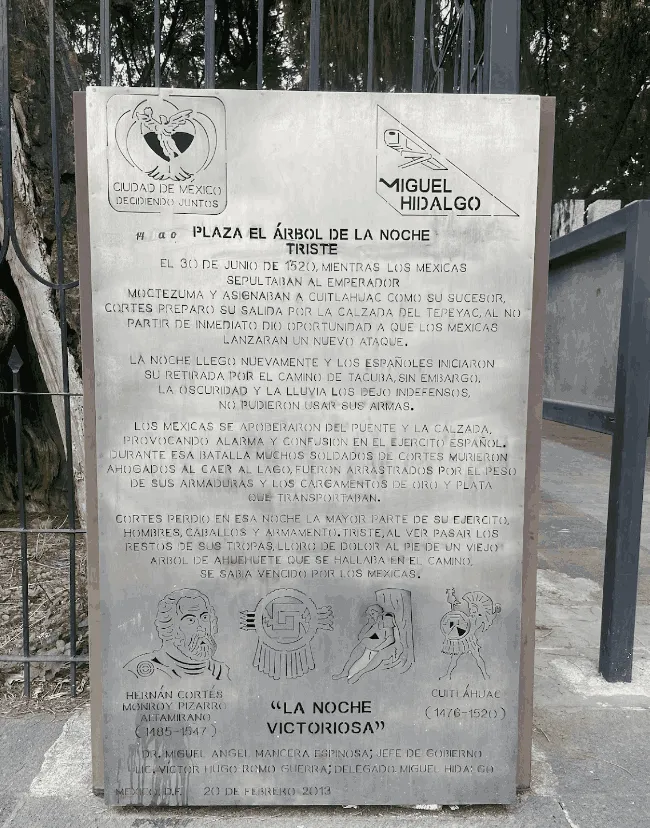 CIUDAD DE MÉXICO
DECIDIENDO JUNTOS
MIGUEL
HIDALGO
PLAZA EL ÁRBOL DE LA NOCHE
TRISTE
EL 30 DE JUNIO DE 1520, MIENTRAS LOS MEXICAS
SEPULTABAN AL EMPERADOR
MOCTEZUMA Y ASIGNABAN A CUITLAHUAC COMO SU SUCESOR,
CORTES PREPARO SU SALIDA POR LA CALZADA DEL TEPEYAC, AL NO
PARTIR DE INMEDIATO DIO OPORTUNIDAD A QUE LOS MEXICAS
LANZARAN UN NUEVO ATAQUE.
LA NOCHE LLEGO NUEVAMENTE Y LOS ESPAÑOLES INICIARON
SU RETIRADA POR EL CAMINO DE TACUBA, SIN EMBARGO,
LA OSCURIDAD Y LA LLUVIA LOS DEJO INDEFENSOS,
NO PUDIERON USAR SUS ARMAS.
LOS MEXICAS SE APODERARON DEL PUENTE Y LA CALZADA,
PROVOCANDO ALARMA Y CONFUSION EN EL EJERCITO ESPAÑOL.
DURANTE ESA BATALLA MUCHOS SOLDADOS DE CORTES MURIERON
AHOGADOS AL CAER AL LAGO, FUERON ARRASTRADOS POR EL PESO
DE SUS ARMADURAS Y LOS CARGAMENTOS DE ORO Y PLATA
QUE TRANSPORTABAN.
CORTES PERDIO EN ESA NOCHE LA MAYOR PARTE DE SU EJERCITO,
HOMBRES, CABALLOS Y ARMAMENTO. TRISTE, AL VER PASAR LOS
RESTOS DE SUS TROPAS, LLORO DE DOLOR AL PIE DE UN VIEJO
ARBOL DE AHUEHUETE QUE SE HALLABA EN EL CAMINO,
SE SABIA VENCIDO POR LOS MEXICAS.
HERNÁN CORTÉS
MONROY PIZARRO
ALTAMIRANO
(1485-1547)
"LA NOCHE
VICTORIOSA"
CUITLÁHUAC
(1476-1520)
DR. MIGUEL ANGEL MANCERA ESPINOSA; JEFE DE GOBIERNO
LIC. VICTOR HUGO ROMO GUERRA; DELEGADO MIGUEL HIDALGO
MEXICO, D.F. 20 DE FEBRERO 2013